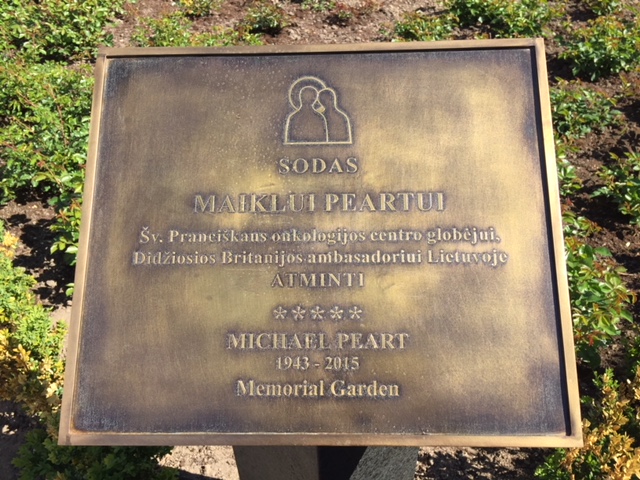 SODAS
MAIKLUI PEARTUI
Šv. Pranciškaus onkologijos centro globėjui,
Didžiosios Britanijos ambasadoriui Lietuvoje
ATMINTI
*****
MICHAEL PEART
1943 - 2015
Memorial Garden